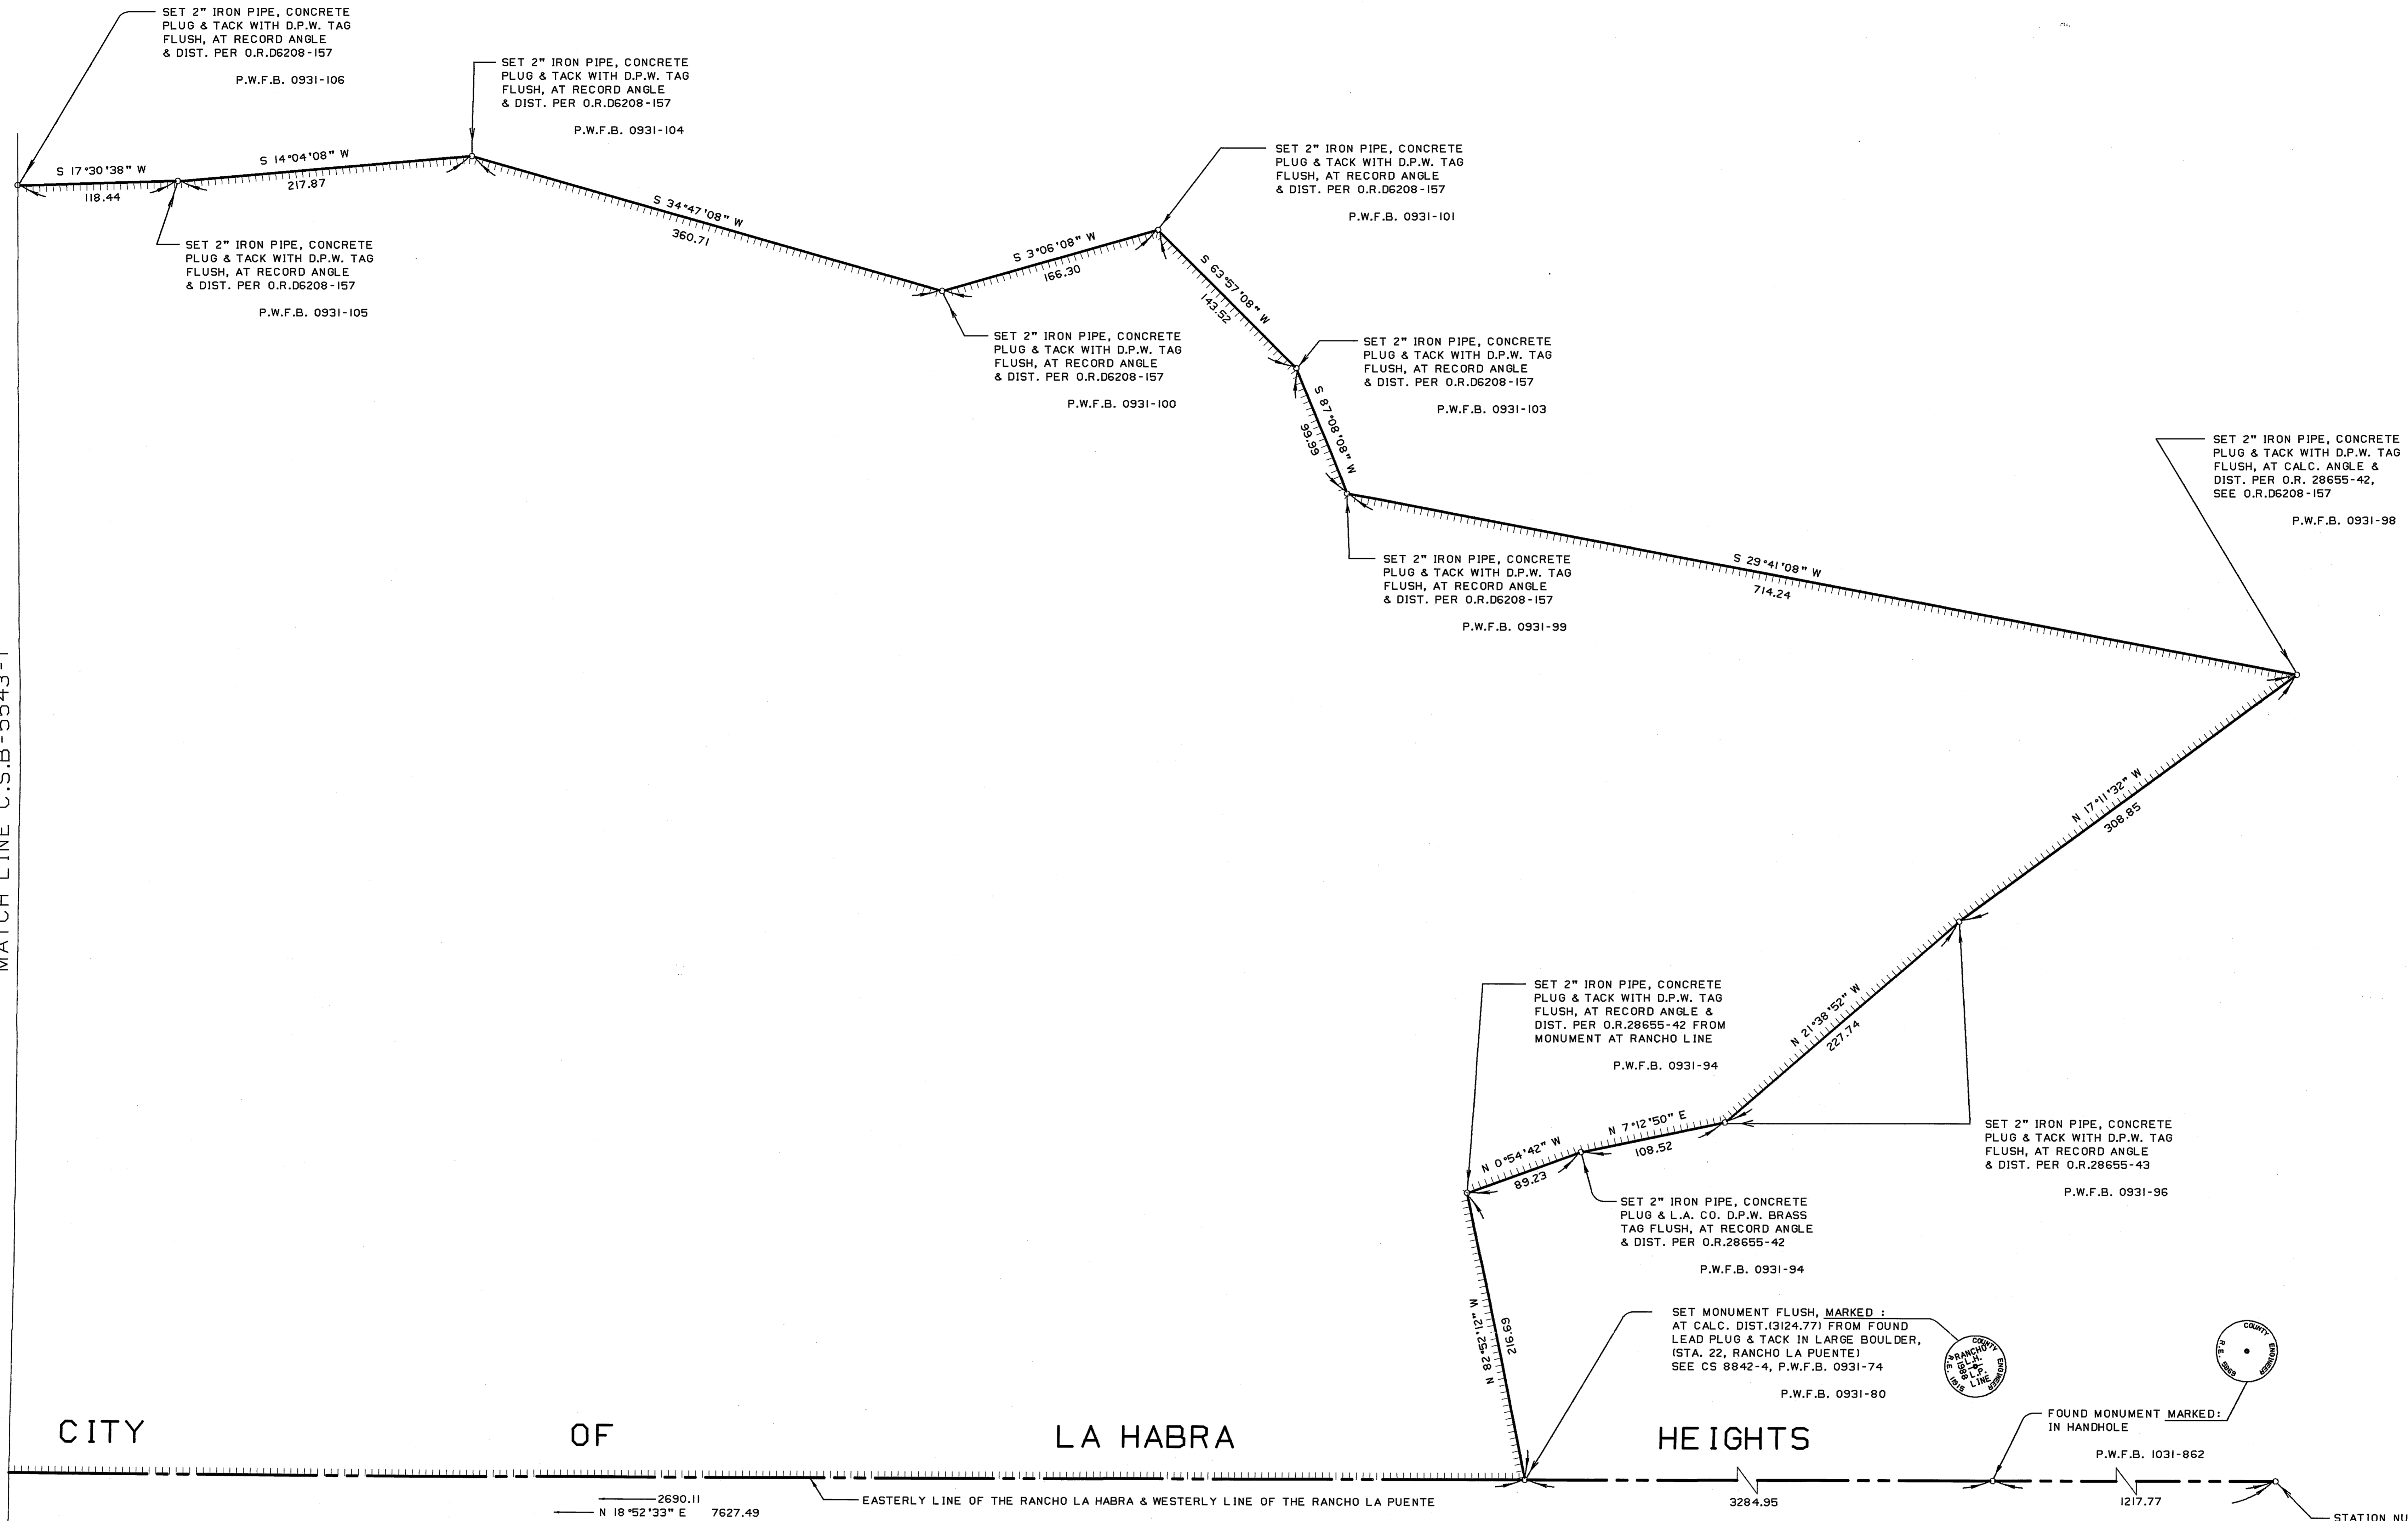 SET 2" IRON PIPE, CONCRETE
PLUG & TACK WITH D.P.W. TAG
FLUSH, AT RECORD ANGLE
& DIST. PER O.R.D6208-157
P.W.F.B. 0931-106
SET 2" IRON PIPE, CONCRETE
PLUG & TACK WITH D.P.W. TAG
FLUSH, AT RECORD ANGLE
& DIST. PER O.R.D6208-157
P.W.F.B. 0931-104
S 17°30'38" W
118.44
S 14°04'08" W
217.87
SET 2" IRON PIPE, CONCRETE
PLUG & TACK WITH D.P.W. TAG
FLUSH, AT RECORD ANGLE
& DIST. PER O.R.D6208-157
P.W.F.B. 0931-105
S 34°47'08" W
360.71
SET 2" IRON PIPE, CONCRETE
PLUG & TACK WITH D.P.W. TAG
FLUSH, AT RECORD ANGLE
& DIST. PER O.R.D6208-157
P.W.F.B. 0931-101
S 3°06'08" W
166.30
S 63°57'08" W
143.52
SET 2" IRON PIPE, CONCRETE
PLUG & TACK WITH D.P.W. TAG
FLUSH, AT RECORD ANGLE
& DIST. PER O.R.D6208-157
P.W.F.B. 0931-100
SET 2" IRON PIPE, CONCRETE
PLUG & TACK WITH D.P.W. TAG
FLUSH, AT RECORD ANGLE
& DIST. PER O.R.D6208-157
P.W.F.B. 0931-103
S 87°08'08" W
99.99
SET 2" IRON PIPE, CONCRETE
PLUG & TACK WITH D.P.W. TAG
FLUSH, AT CALC. ANGLE &
DIST. PER O.R. 28655-42,
SEE O.R.D6208-157
P.W.F.B. 0931-98
SET 2" IRON PIPE, CONCRETE
PLUG & TACK WITH D.P.W. TAG
FLUSH, AT RECORD ANGLE
& DIST. PER O.R.D6208-157
P.W.F.B. 0931-99
S 29°41'08" W
714.24
MATCH LINE C.S.B-5543-1
N 17°11'32" W
308.85
SET 2" IRON PIPE, CONCRETE
PLUG & TACK WITH D.P.W. TAG
FLUSH, AT RECORD ANGLE &
DIST. PER O.R.28655-42 FROM
MONUMENT AT RANCHO LINE
P.W.F.B. 0931-94
N 21°38'52" W
227.74
N 7°12'50" E
108.52
N 0°54'42" W
89.23
SET 2" IRON PIPE, CONCRETE
PLUG & TACK WITH D.P.W. TAG
FLUSH, AT RECORD ANGLE
& DIST. PER O.R.28655-43
P.W.F.B. 0931-96
SET 2" IRON PIPE, CONCRETE
PLUG & L.A. CO. D.P.W. BRASS
TAG FLUSH, AT RECORD ANGLE
& DIST. PER O.R.28655-42
P.W.F.B. 0931-94
N 82°52'12" W
216.69
SET MONUMENT FLUSH, MARKED :
AT CALC. DIST.(3124.77) FROM FOUND
LEAD PLUG & TACK IN LARGE BOULDER,
(STA. 22, RANCHO LA PUENTE)
SEE CS 8842-4, P.W.F.B. 0931-74
P.W.F.B. 0931-80
COUNTY ENGINEER
RANCHO
L.H.
L.P.
LINE
1988
COUNTY ENGINEER
R.E. 5969
FOUND MONUMENT MARKED:
IN HANDHOLE
P.W.F.B. 1031-862
CITY OF LA HABRA HEIGHTS
2690.11
N 18°52'33" E 7627.49
EASTERLY LINE OF THE RANCHO LA HABRA & WESTERLY LINE OF THE RANCHO LA PUENTE
3284.95
1217.77
STATION